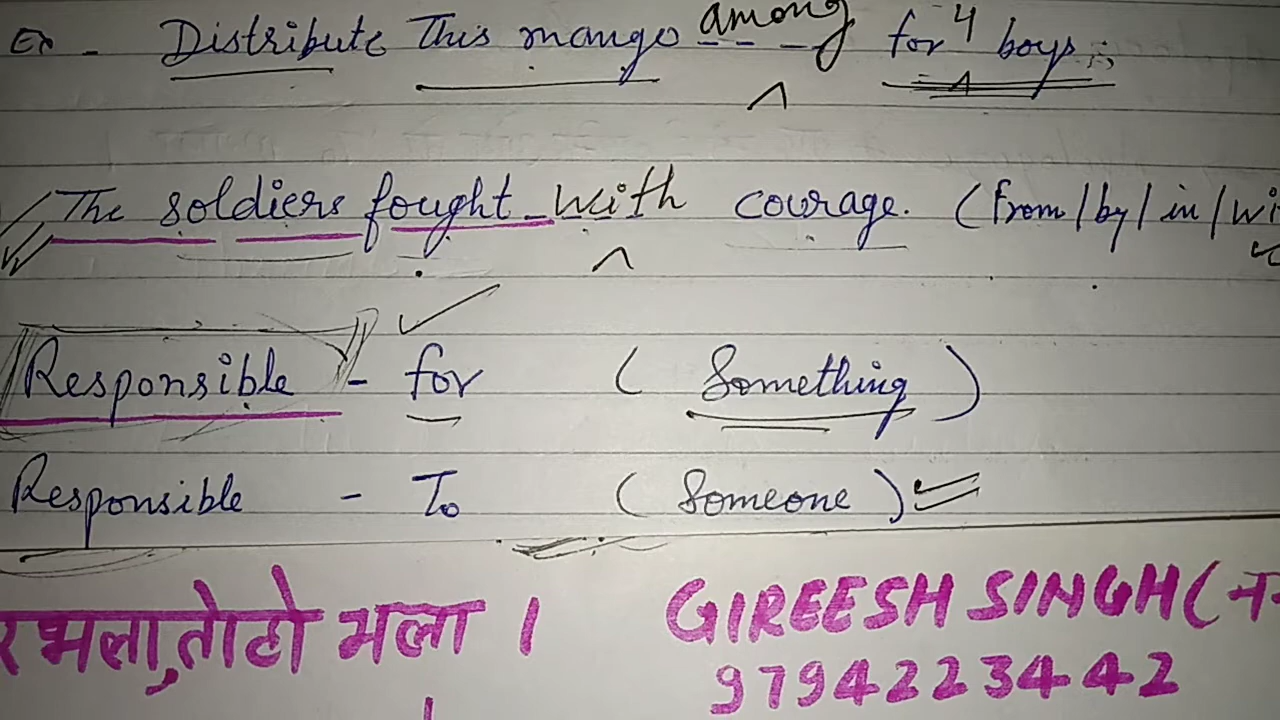 Ex - Distribute This mango among for 4 boys.
The soldiers fought with courage. (from/by/in/wi
Responsible - for (Something)
Responsible - To (Someone)
र भला, तो हो भला । GIREESH SINGH(
9794223442